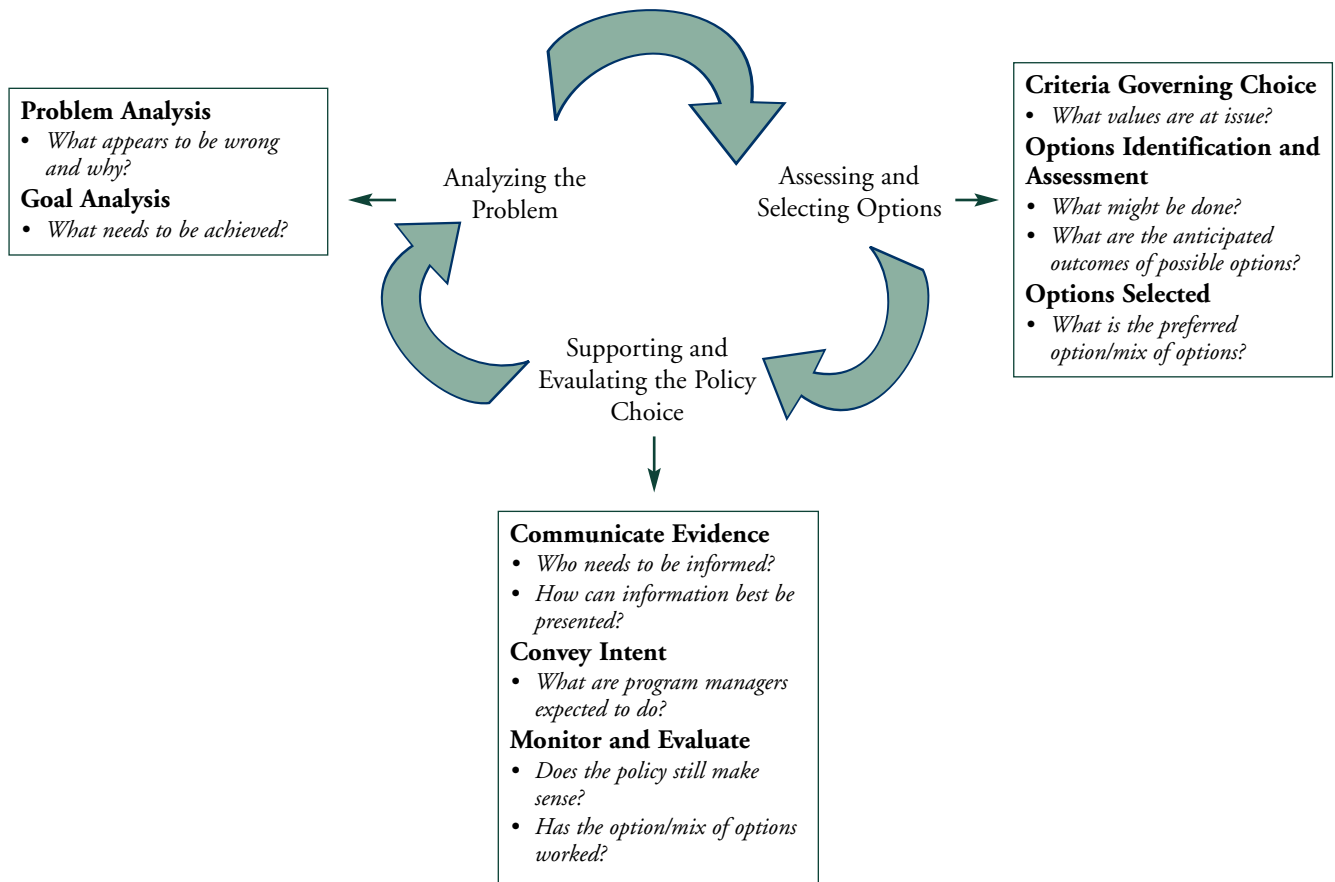 Problem Analysis
• What appears to be wrong
and why?
Goal Analysis
• What needs to be achieved?
Analyzing the
Problem
Assessing and
Selecting Options
Criteria Governing Choice
• What values are at issue?
Options Identification and
Assessment
• What might be done?
• What are the anticipated
outcomes of possible options?
Options Selected
• What is the preferred
option/mix of options?
Supporting and
Evaulating the Policy
Choice
Communicate Evidence
• Who needs to be informed?
• How can information best be
presented?
Convey Intent
• What are program managers
expected to do?
Monitor and Evaluate
• Does the policy still make
sense?
• Has the option/mix of options
worked?